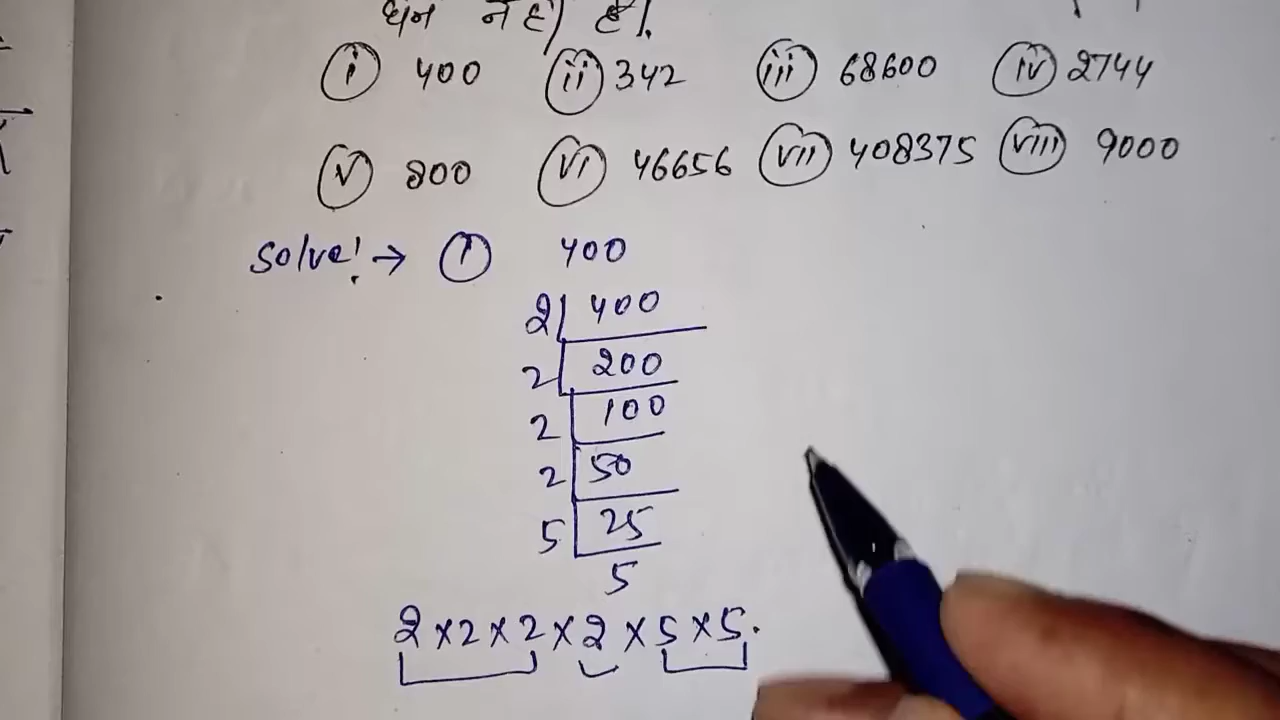 घन नहीं है।
(i) 400 (ii) 342 (iii) 68600 (iv) 2744
(v) 800 (vi) 46656 (vii) 408375 (viii) 9000
Solve! → (i) 400
2 | 400
2 | 200
2 | 100
2 | 50
5 | 25
5
2 × 2 × 2 × 2 × 5 × 5.